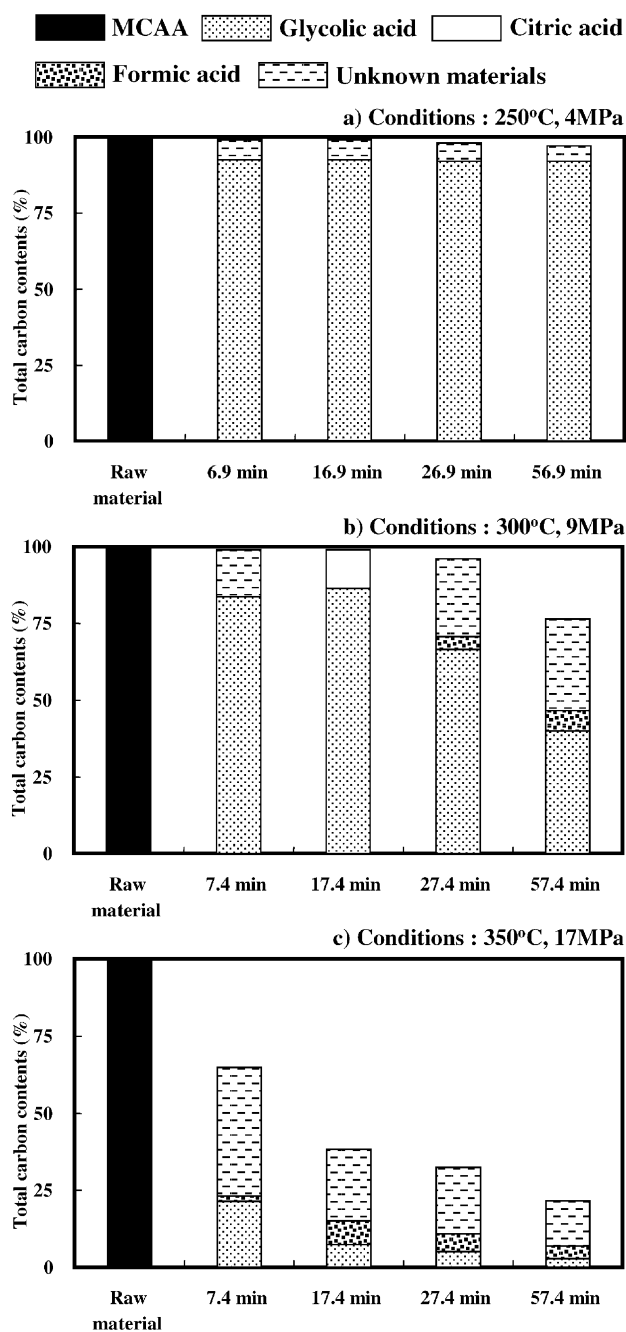 MCAA Glycolic acid Citric acid
Formic acid Unknown materials
a) Conditions : 250°C, 4MPa
Total carbon contents (%)
100
75
50
25
0
Raw material 6.9 min 16.9 min 26.9 min 56.9 min
b) Conditions : 300°C, 9MPa
Total carbon contents (%)
100
75
50
25
0
Raw material 7.4 min 17.4 min 27.4 min 57.4 min
c) Conditions : 350°C, 17MPa
Total carbon contents (%)
100
75
50
25
0
Raw material 7.4 min 17.4 min 27.4 min 57.4 min